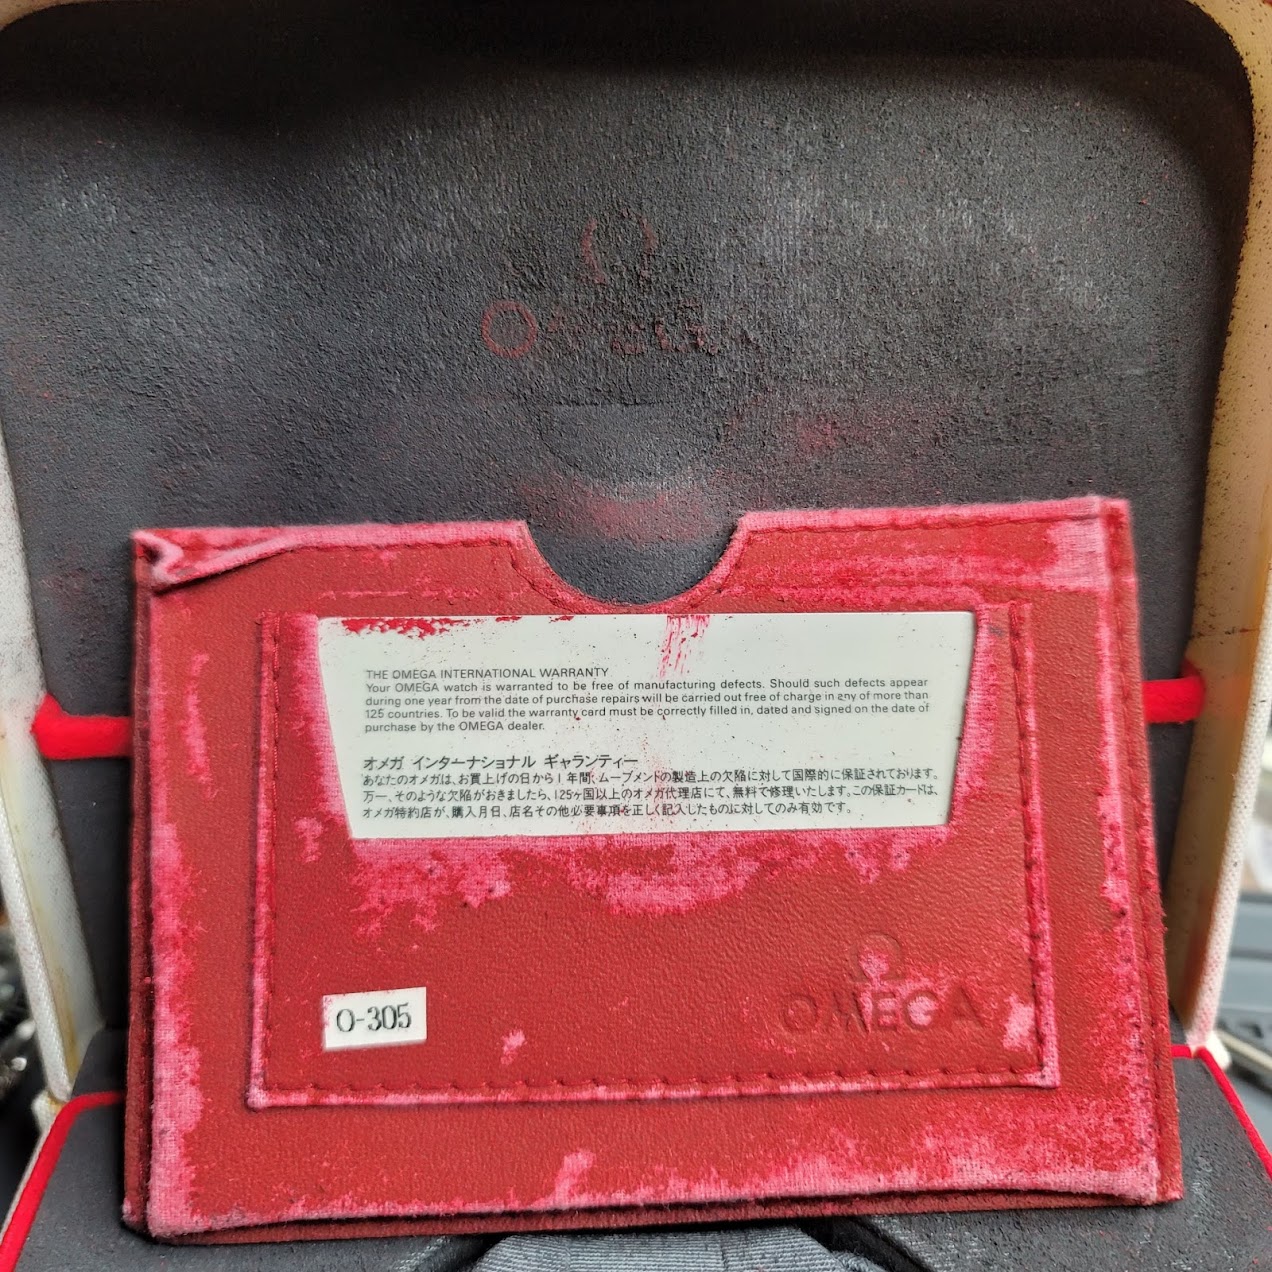 OMEGA
THE OMEGA INTERNATIONAL WARRANTY
Your OMEGA watch is warranted to be free of manufacturing defects. Should such defects appear
during one year from the date of purchase repairs will be carried out free of charge in any of more than
125 countries. To be valid the warranty card must be correctly filled in, dated and signed on the date of
purchase by the OMEGA dealer.
オメガ インターナショナル ギャランティー
あなたのオメガは、お買上げの日から1年間、ムーブメントの製造上の欠陥に対して国際的に保証されております。
万一、そのような欠陥がおきましたら、125ヶ国以上のオメガ代理店にて、無料で修理いたします。この保証カードは、
オメガ特約店が、購入月日、店名その他必要事項を正しく記入したものに対してのみ有効です。
O-305
OMEGA